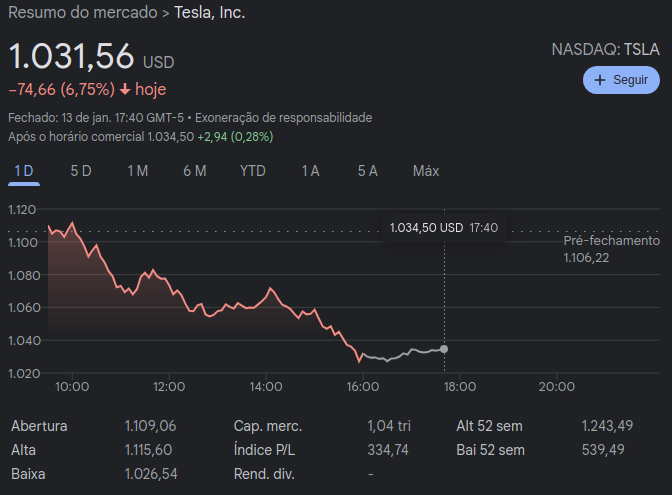 Resumo do mercado > Tesla, Inc.
1.031,56 USD
NASDAQ: TSLA
−74,66 (6,75%) ↓ hoje
+ Seguir
Fechado: 13 de jan. 17:40 GMT-5 • Exoneração de responsabilidade
Após o horário comercial 1.034,50 +2,94 (0,28%)
1 D 5 D 1 M 6 M YTD 1 A 5 A Máx
1.120
1.034,50 USD 17:40
1.100
Pré-fechamento
1.106,22
1.080
1.060
1.040
1.020
10:00 12:00 14:00 16:00 18:00 20:00
Abertura 1.109,06 Cap. merc. 1,04 tri Alt 52 sem 1.243,49
Alta 1.115,60 Índice P/L 334,74 Bai 52 sem 539,49
Baixa 1.026,54 Rend. div. -